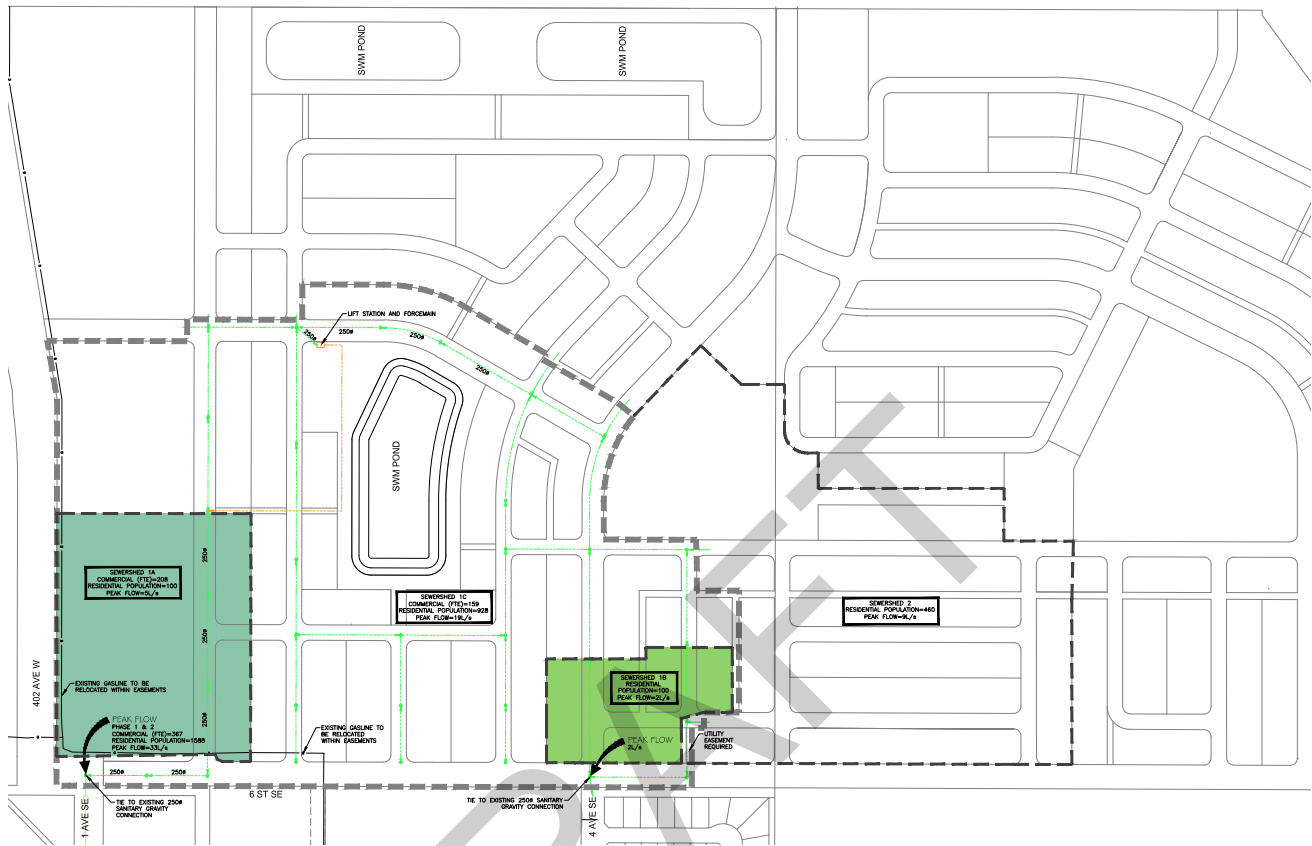 SWM POND
SWM POND
LIFT STATION AND FORCEMAIN
250ø
250ø
250ø
250ø
SWM POND
250ø
SEWERSHED 1A
COMMERCIAL (FTE)=208
RESIDENTIAL POPULATION=100
PEAK FLOW=5L/s
SEWERSHED 1C
COMMERCIAL (FTE)=159
RESIDENTIAL POPULATION=928
PEAK FLOW=19L/s
SEWERSHED 2
RESIDENTIAL POPULATION=460
PEAK FLOW=9L/s
250ø
402 AVE W
EXISTING GASLINE TO BE
RELOCATED WITHIN EASEMENTS
SEWERSHED 1B
RESIDENTIAL
POPULATION=100
PEAK FLOW=2L/s
250ø
PEAK FLOW
PHASE 1 & 2
COMMERCIAL (FTE)=367
RESIDENTIAL POPULATION=1588
PEAK FLOW=33L/s
EXISTING GASLINE TO
BE RELOCATED
WITHIN EASEMENTS
PEAK FLOW
2L/s
UTILITY
EASEMENT
REQUIRED
250ø
250ø
6 ST SE
TIE TO EXISTING 250ø
SANITARY GRAVITY
CONNECTION
1 AVE SE
TIE TO EXISTING 250ø SANITARY
GRAVITY CONNECTION
4 AVE SE
DRAFT